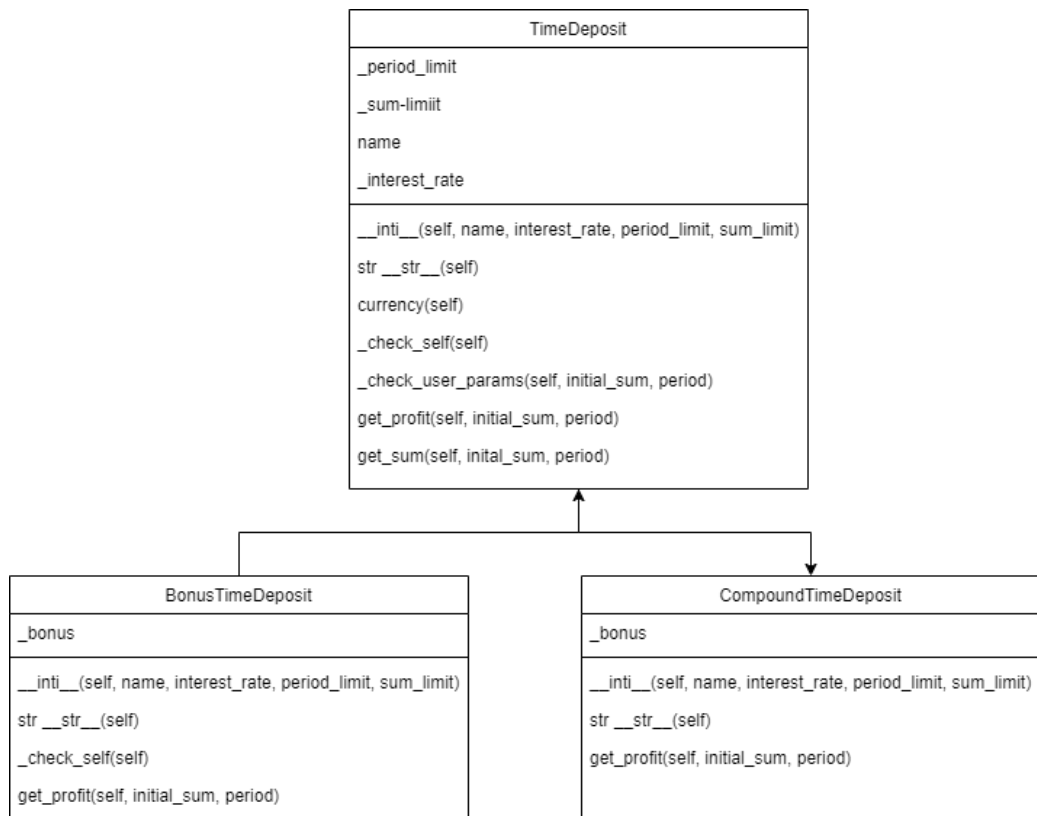 TimeDeposit
_period_limit
_sum-limiit
name
_interest_rate
__inti__(self, name, interest_rate, period_limit, sum_limit)
str __str__(self)
currency(self)
_check_self(self)
_check_user_params(self, initial_sum, period)
get_profit(self, initial_sum, period)
get_sum(self, inital_sum, period)
BonusTimeDeposit
_bonus
__inti__(self, name, interest_rate, period_limit, sum_limit)
str __str__(self)
_check_self(self)
get_profit(self, initial_sum, period)
CompoundTimeDeposit
_bonus
__inti__(self, name, interest_rate, period_limit, sum_limit)
str __str__(self)
get_profit(self, initial_sum, period)